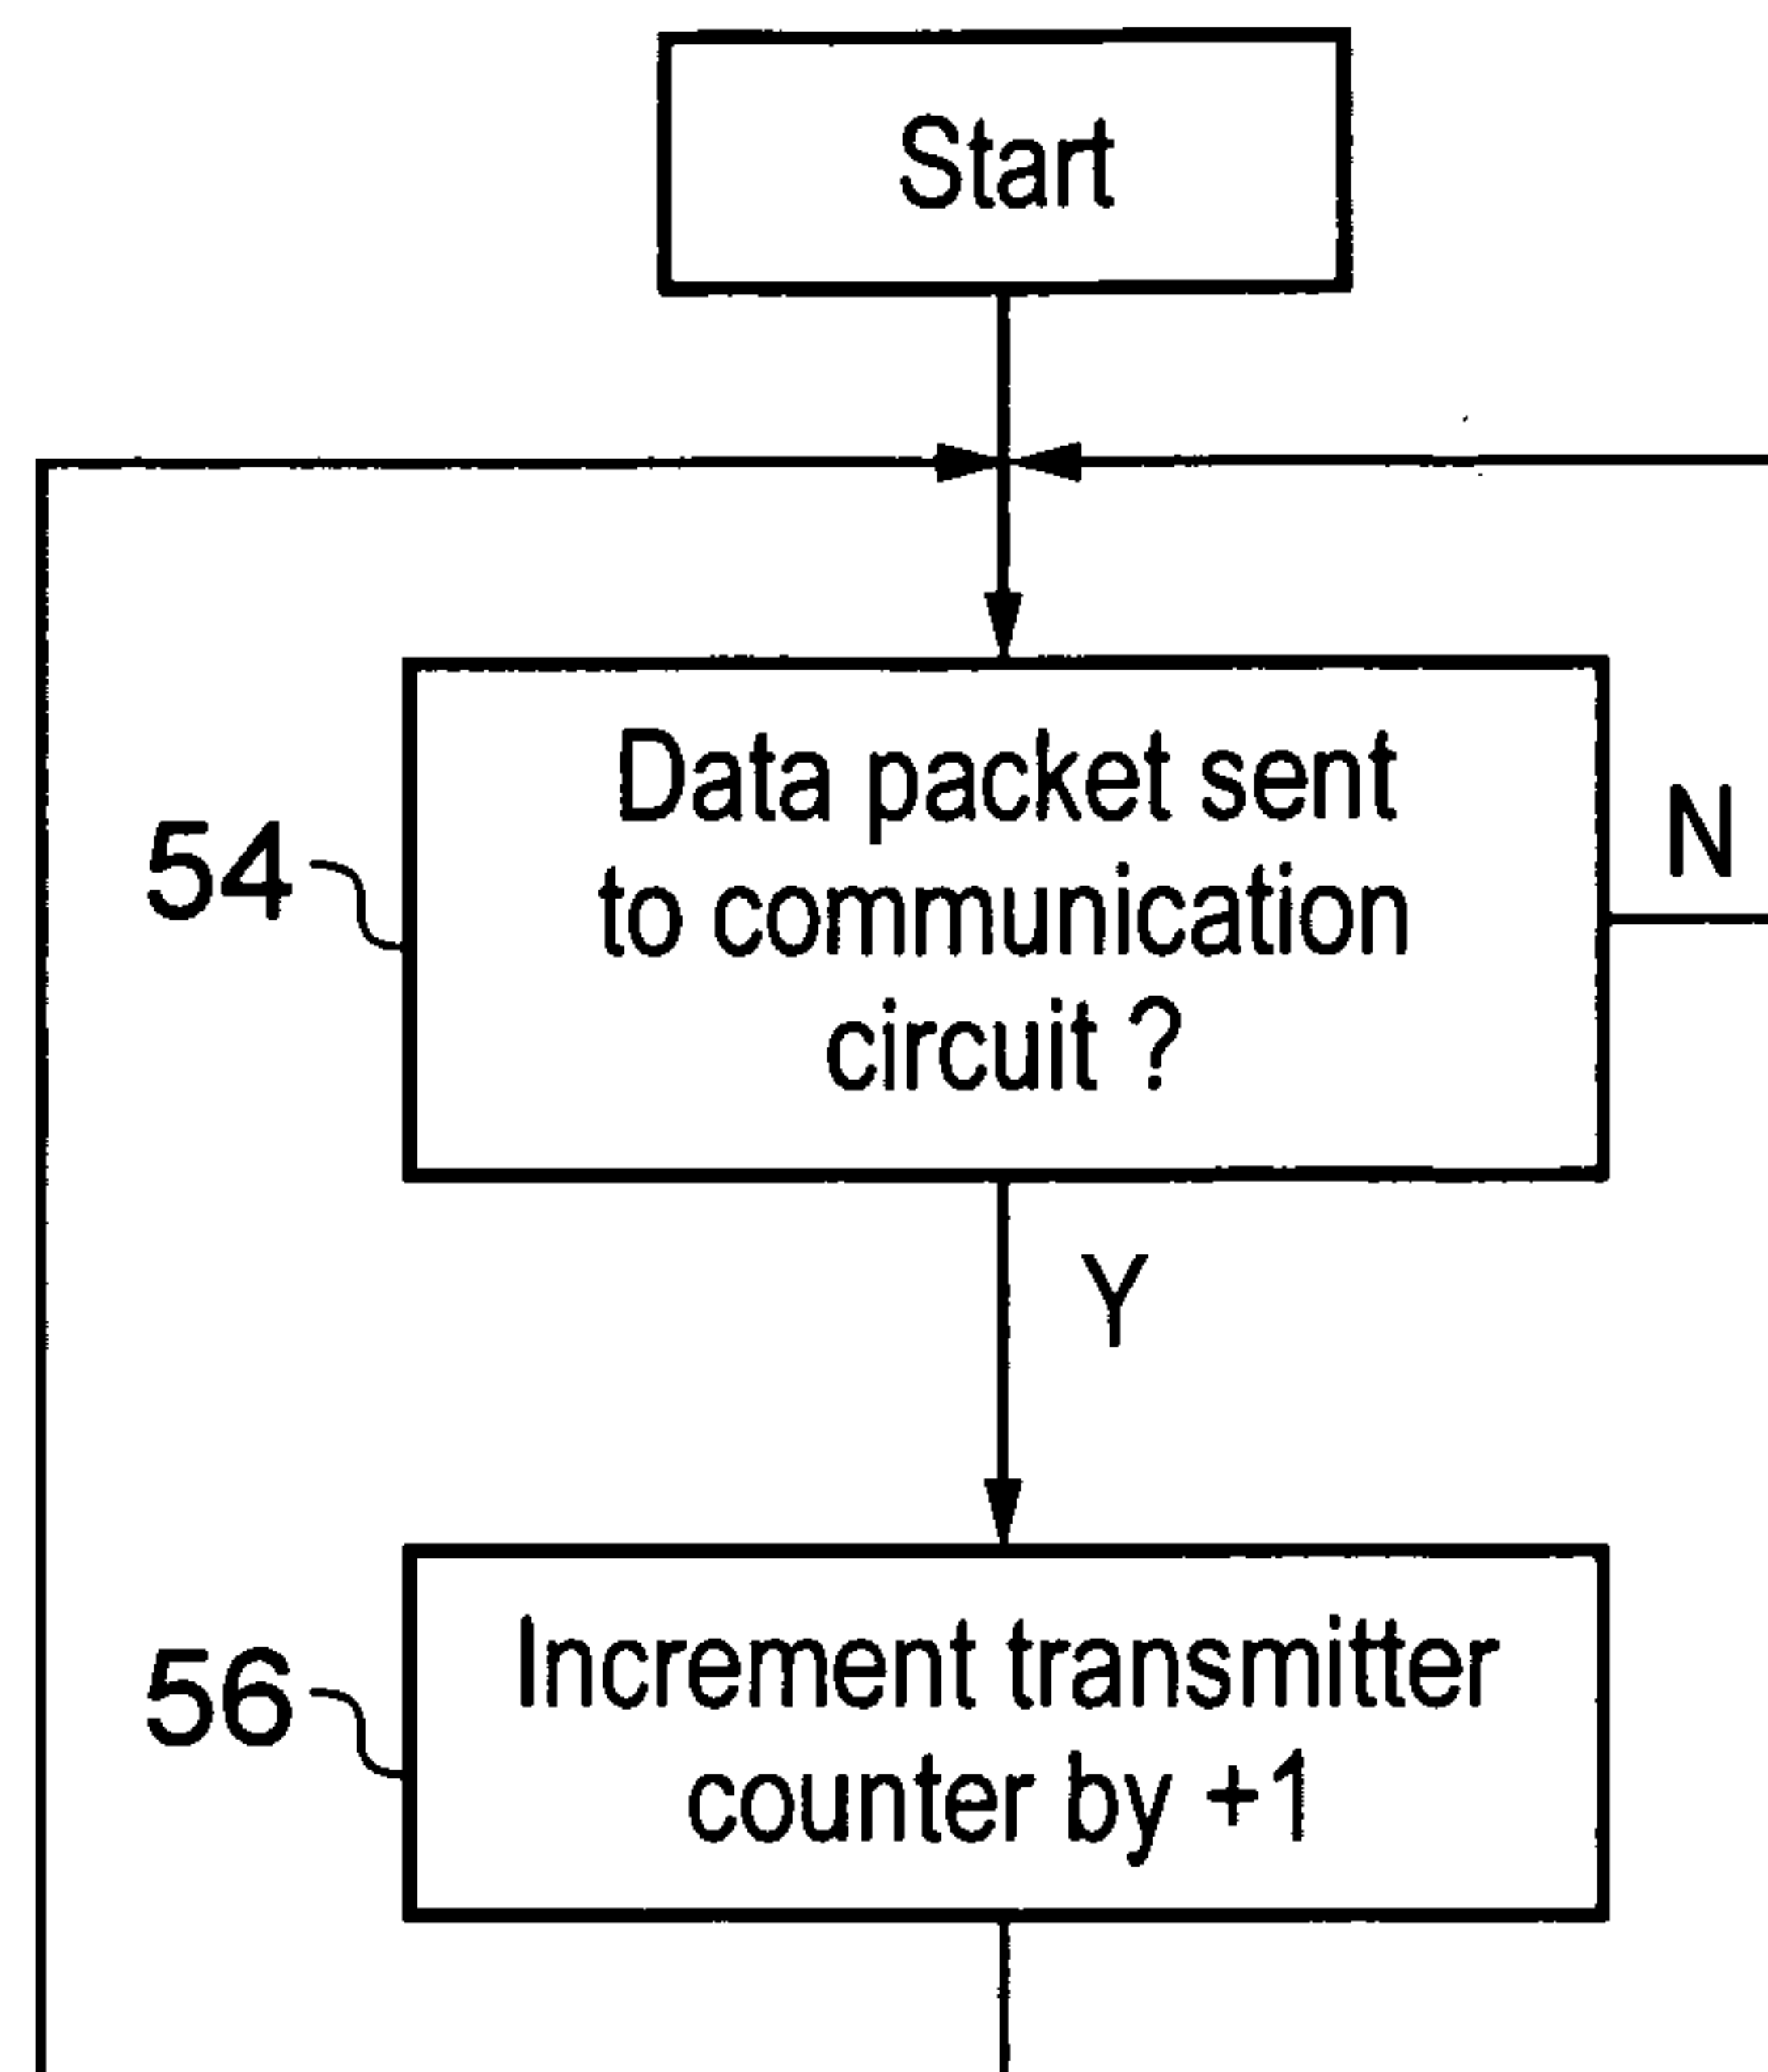 Start
Data packet sent
to communication
circuit ?
54
N
Y
Increment transmitter
counter by +1
56